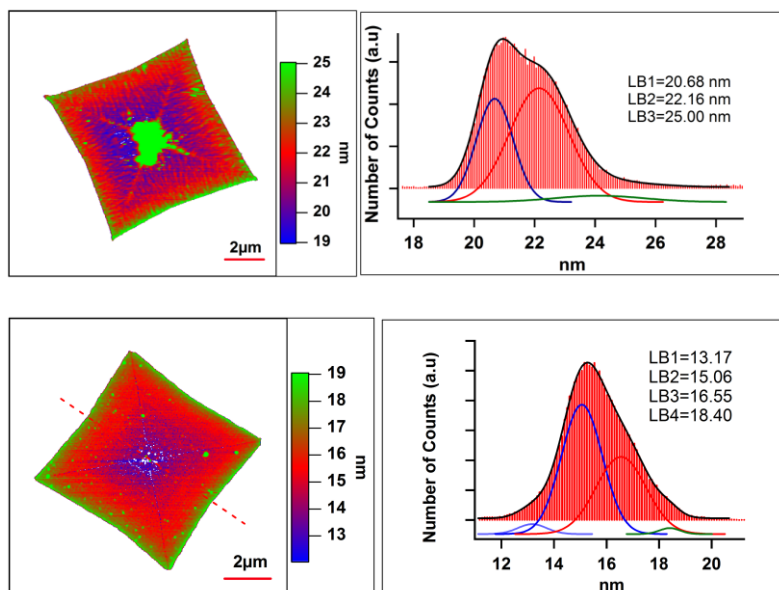 25
24
23
22
21
20
19
nm
2µm
Number of Counts (a.u)
LB1=20.68 nm
LB2=22.16 nm
LB3=25.00 nm
18 20 22 24 26 28
nm
19
18
17
16
15
14
13
nm
2µm
Number of Counts (a.u)
LB1=13.17
LB2=15.06
LB3=16.55
LB4=18.40
12 14 16 18 20
nm